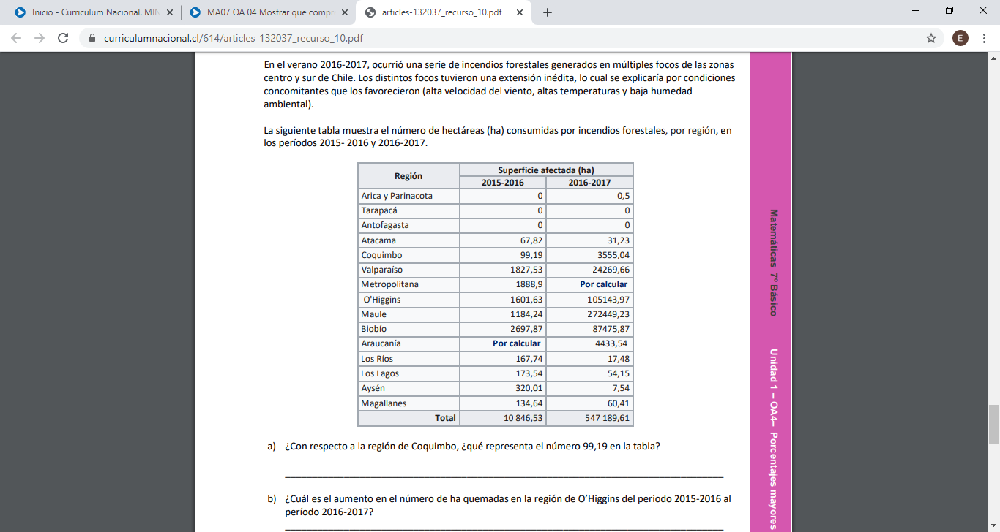 Inicio - Curriculum Nacional. MIN
MA07 OA 04 Mostrar que compr
articles-132037_recurso_10.pdf
curriculumnacional.cl/614/articles-132037_recurso_10.pdf
E
En el verano 2016-2017, ocurrió una serie de incendios forestales generados en múltiples focos de las zonas
centro y sur de Chile. Los distintos focos tuvieron una extensión inédita, lo cual se explicaría por condiciones
concomitantes que los favorecieron (alta velocidad del viento, altas temperaturas y baja humedad
ambiental).
La siguiente tabla muestra el número de hectáreas (ha) consumidas por incendios forestales, por región, en
los períodos 2015- 2016 y 2016-2017.
Región Superficie afectada (ha)
2015-2016 2016-2017
Arica y Parinacota 0 0,5
Tarapacá 0 0
Antofagasta 0 0
Atacama 67,82 31,23
Coquimbo 99,19 3555,04
Valparaíso 1827,53 24269,66
Metropolitana 1888,9 Por calcular
O'Higgins 1601,63 105143,97
Maule 1184,24 272449,23
Biobío 2697,87 87475,87
Araucanía Por calcular 4433,54
Los Ríos 167,74 17,48
Los Lagos 173,54 54,15
Aysén 320,01 7,54
Magallanes 134,64 60,41
Total 10 846,53 547 189,61
a) ¿Con respecto a la región de Coquimbo, ¿qué representa el número 99,19 en la tabla?
b) ¿Cuál es el aumento en el número de ha quemadas en la región de O’Higgins del periodo 2015-2016 al
período 2016-2017?
Matemáticas 7º Básico Unidad 1 – OA4– Porcentajes mayores